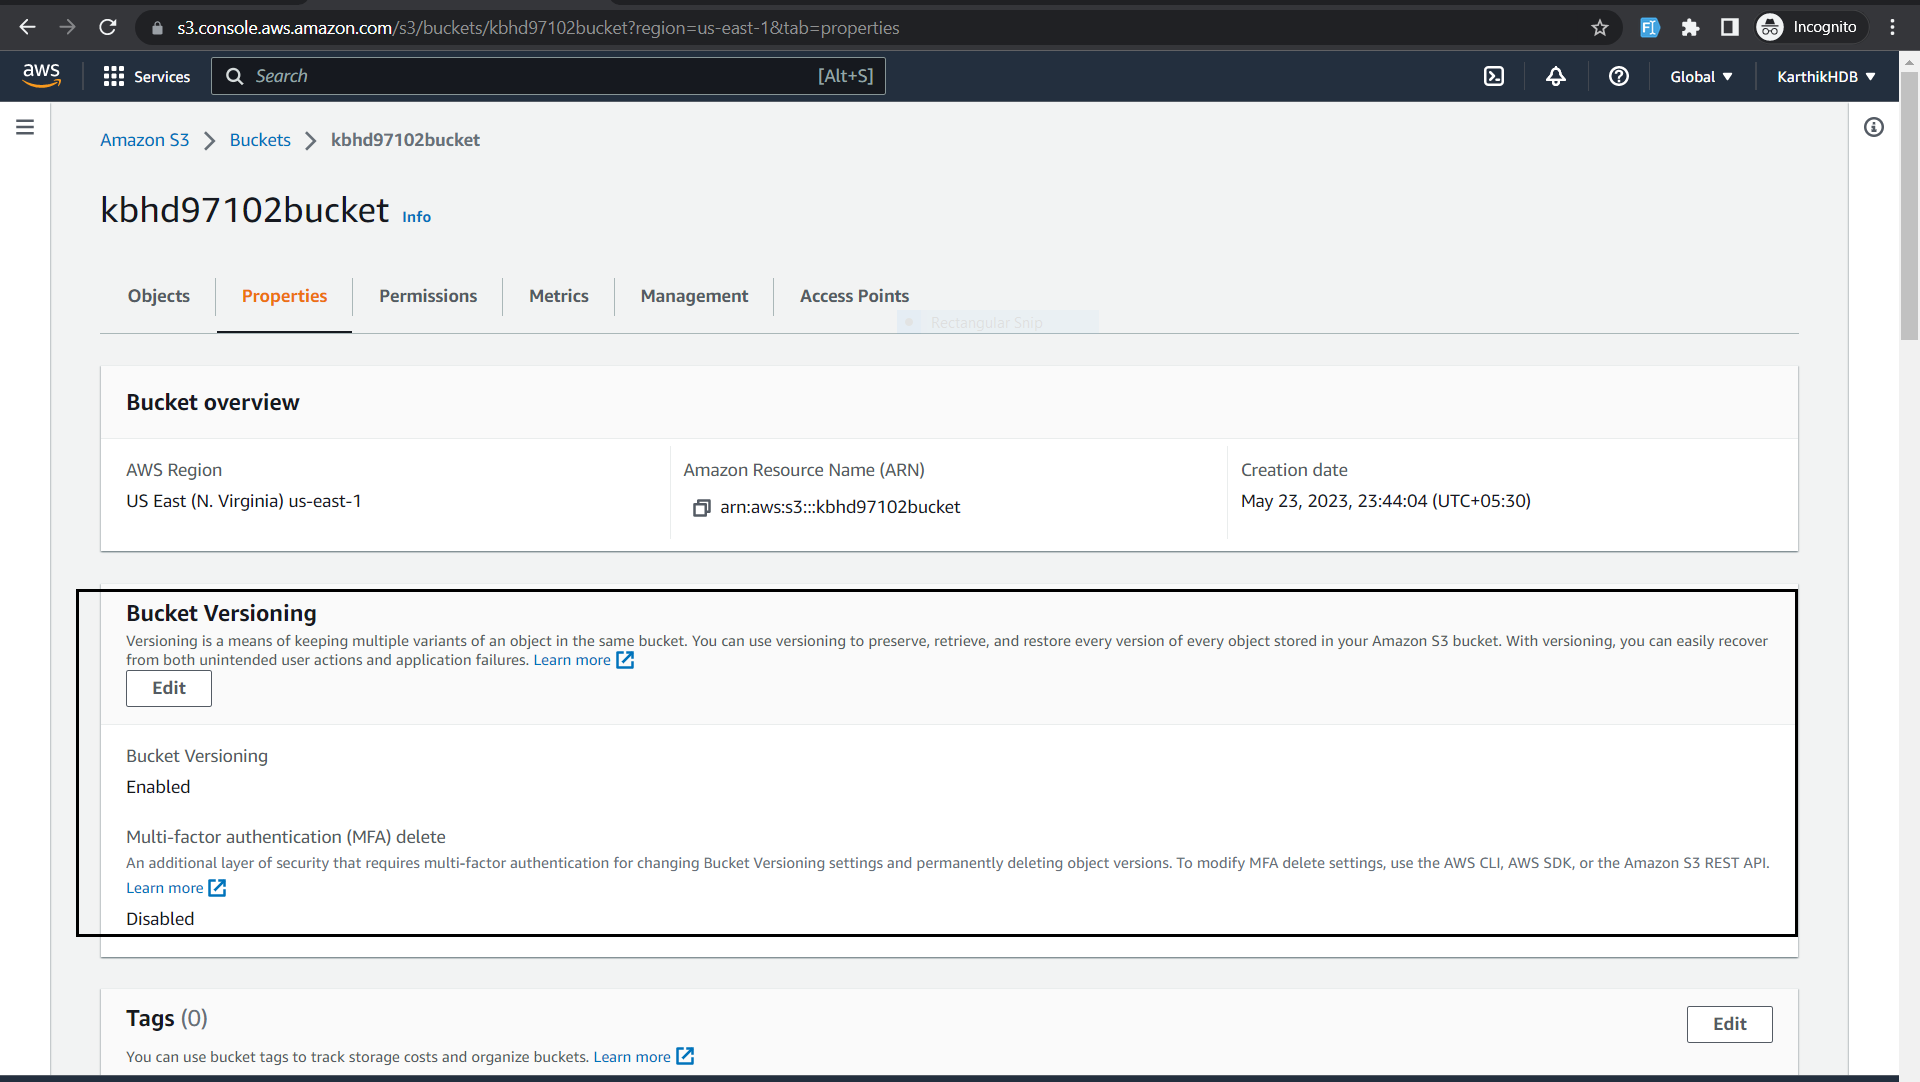 s3.console.aws.amazon.com/s3/buckets/kbhd97102bucket?region=us-east-1&tab=properties
FI
Incognito
aws
Services
Search
[Alt+S]
Global
KarthikHDB
Amazon S3
Buckets
kbhd97102bucket
kbhd97102bucket Info
Objects
Properties
Permissions
Metrics
Management
Access Points
Rectangular Snip
Bucket overview
AWS Region
US East (N. Virginia) us-east-1
Amazon Resource Name (ARN)
arn:aws:s3:::kbhd97102bucket
Creation date
May 23, 2023, 23:44:04 (UTC+05:30)
Bucket Versioning
Versioning is a means of keeping multiple variants of an object in the same bucket. You can use versioning to preserve, retrieve, and restore every version of every object stored in your Amazon S3 bucket. With versioning, you can easily recover
from both unintended user actions and application failures. Learn more
Edit
Bucket Versioning
Enabled
Multi-factor authentication (MFA) delete
An additional layer of security that requires multi-factor authentication for changing Bucket Versioning settings and permanently deleting object versions. To modify MFA delete settings, use the AWS CLI, AWS SDK, or the Amazon S3 REST API.
Learn more
Disabled
Tags (0)
Edit
You can use bucket tags to track storage costs and organize buckets. Learn more